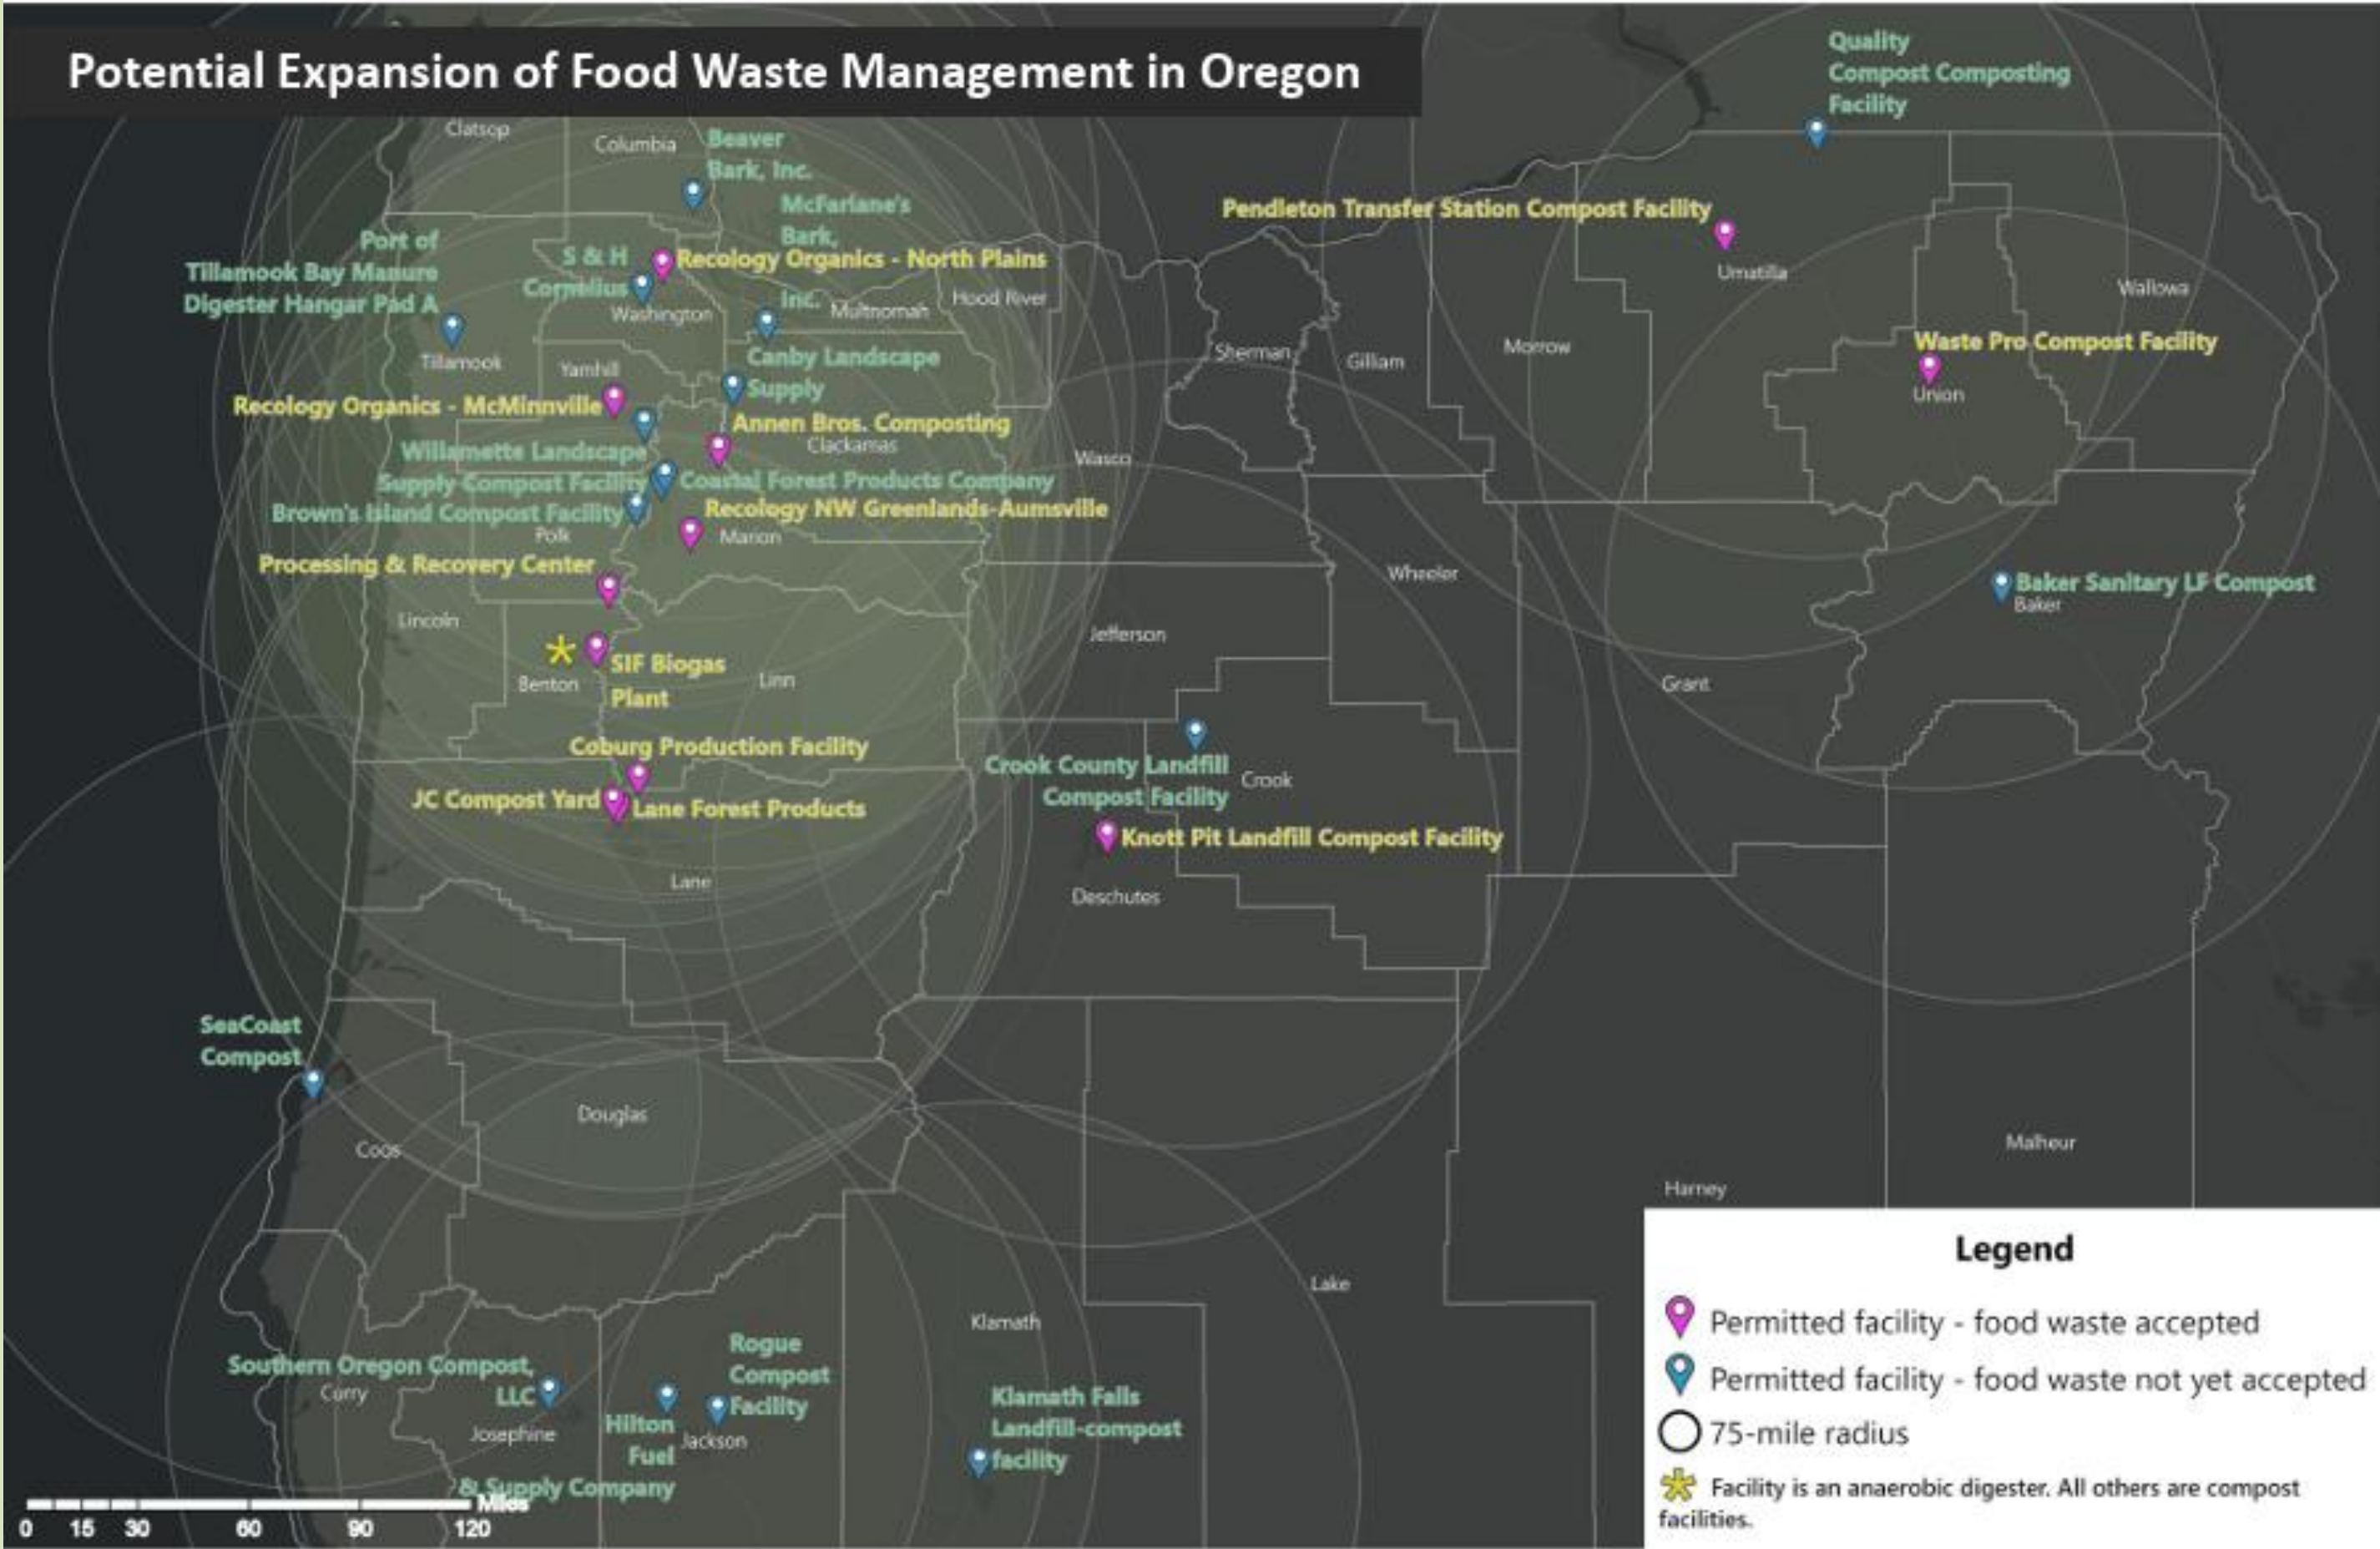 Potential Expansion of Food Waste Management in Oregon
Quality
Compost Composting
Facility
Clatsop
Columbia
Beaver
Bark, Inc.
McFarlane's
Bark,
Inc.
Pendleton Transfer Station Compost Facility
Umatilla
Wallowa
Port of
Tillamook Bay Manure
Digester Hangar Pad A
S & H
Cornelius
Recology Organics - North Plains
Washington
Multnomah
Hood River
Tillamook
Yamhill
Canby Landscape
Supply
Sherman
Gilliam
Morrow
Waste Pro Compost Facility
Union
Recology Organics - McMinnville
Annen Bros. Composting
Clackamas
Wasco
Willamette Landscape
Supply Compost Facility
Coastal Forest Products Company
Brown's Island Compost Facility
Recology NW Greenlands-Aumsville
Polk
Marion
Processing & Recovery Center
Wheeler
Baker Sanitary LF Compost
Baker
Lincoln
Jefferson
SIF Biogas
Plant
Benton
Linn
Grant
Coburg Production Facility
Crook County Landfill
Compost Facility
Crook
JC Compost Yard
Lane Forest Products
Knott Pit Landfill Compost Facility
Lane
Deschutes
SeaCoast
Compost
Douglas
Coos
Malheur
Harney
Lake
Klamath
Southern Oregon Compost,
LLC
Curry
Josephine
Hilton
Fuel
& Supply Company
Rogue
Compost
Facility
Jackson
Klamath Falls
Landfill-compost
facility
Miles
0 15 30 60 90 120
Legend
Permitted facility - food waste accepted
Permitted facility - food waste not yet accepted
75-mile radius
Facility is an anaerobic digester. All others are compost
facilities.